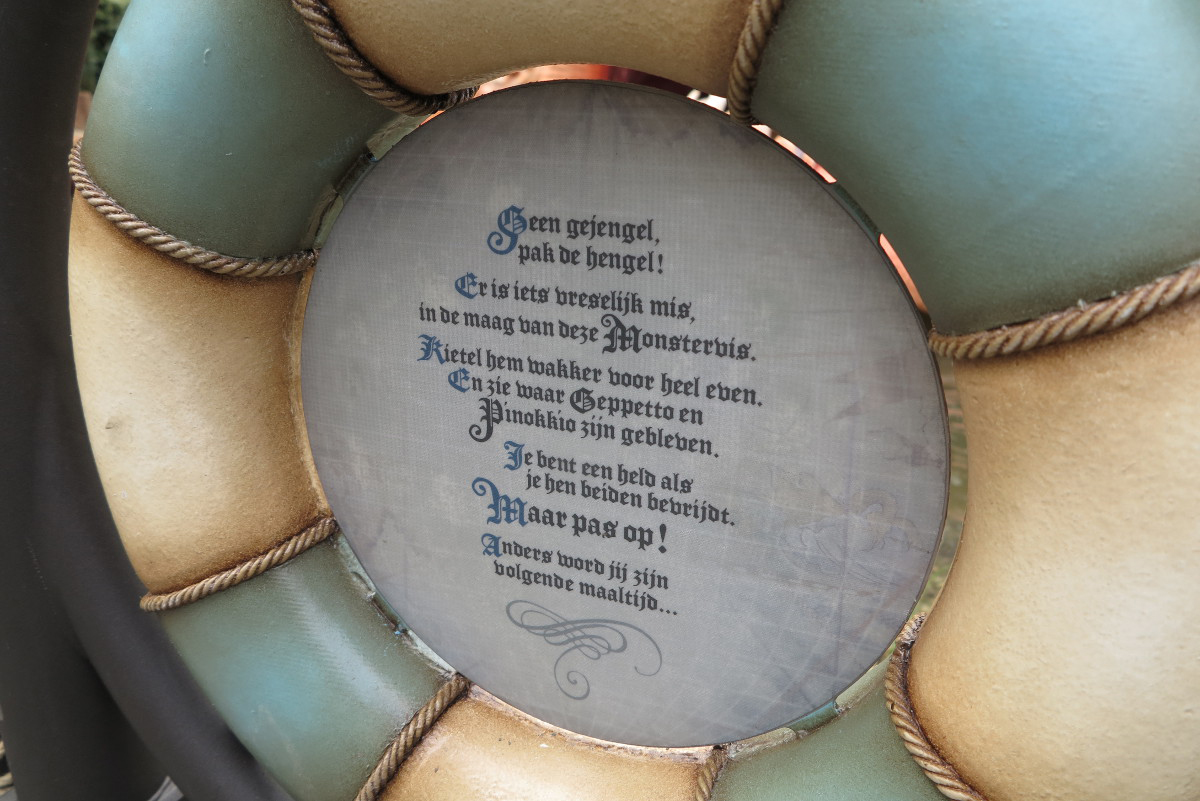 Geen gejengel,
pak de hengel!
Er is iets vreselijk mis,
in de maag van deze Monstervis.
Kietel hem wakker voor heel even.
En zie waar Geppetto en
Pinokkio zijn gebleven.
Je bent een held als
je hen beiden bevrijdt.
Maar pas op!
Anders word jij zijn
volgende maaltijd...